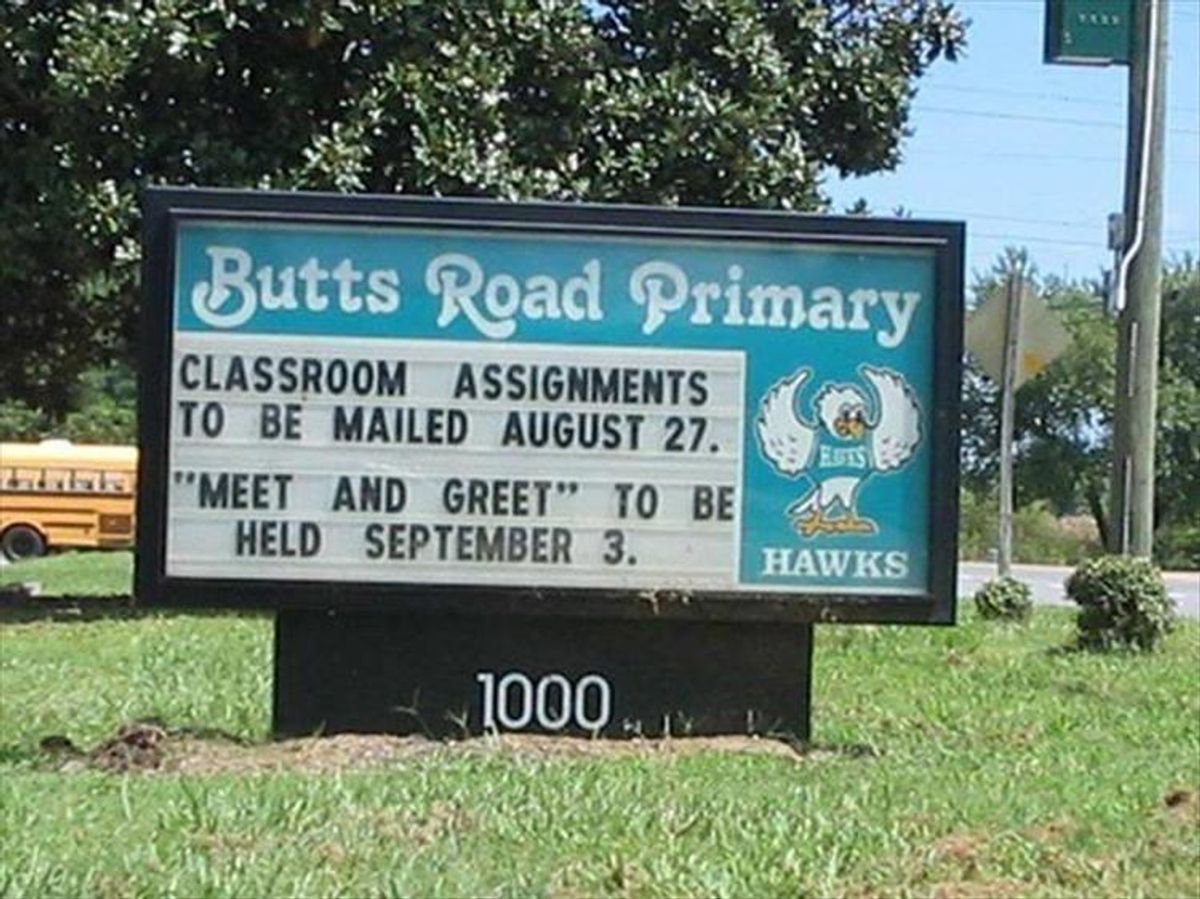 Butts Road Primary
CLASSROOM ASSIGNMENTS
TO BE MAILED AUGUST 27.
"MEET AND GREET" TO BE
HELD SEPTEMBER 3.
HAWKS
HAWKS
1000